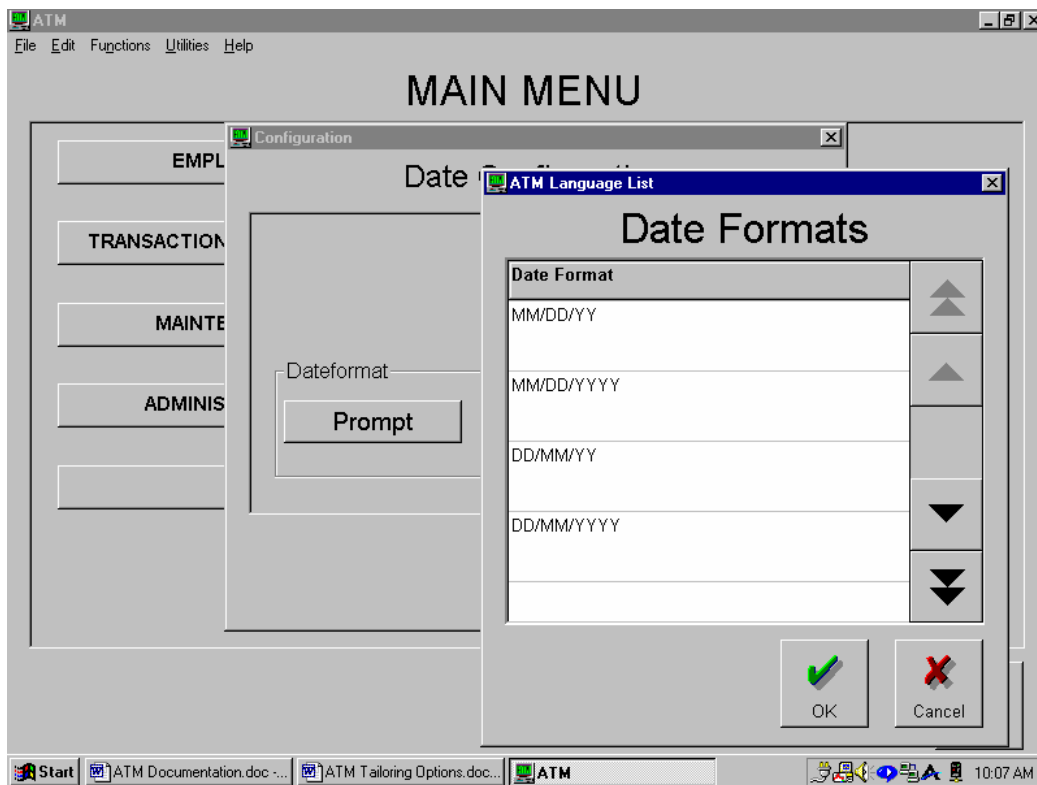 ATM
File Edit Functions Utilities Help
MAIN MENU
EMPL
TRANSACTION
MAINTE
ADMINIS
Configuration
Date
Dateformat
Prompt
ATM Language List
Date Formats
Date Format
MM/DD/YY
MM/DD/YYYY
DD/MM/YY
DD/MM/YYYY
OK
Cancel
Start
ATM Documentation.doc -...
ATM Tailoring Options.doc...
ATM
10:07 AM